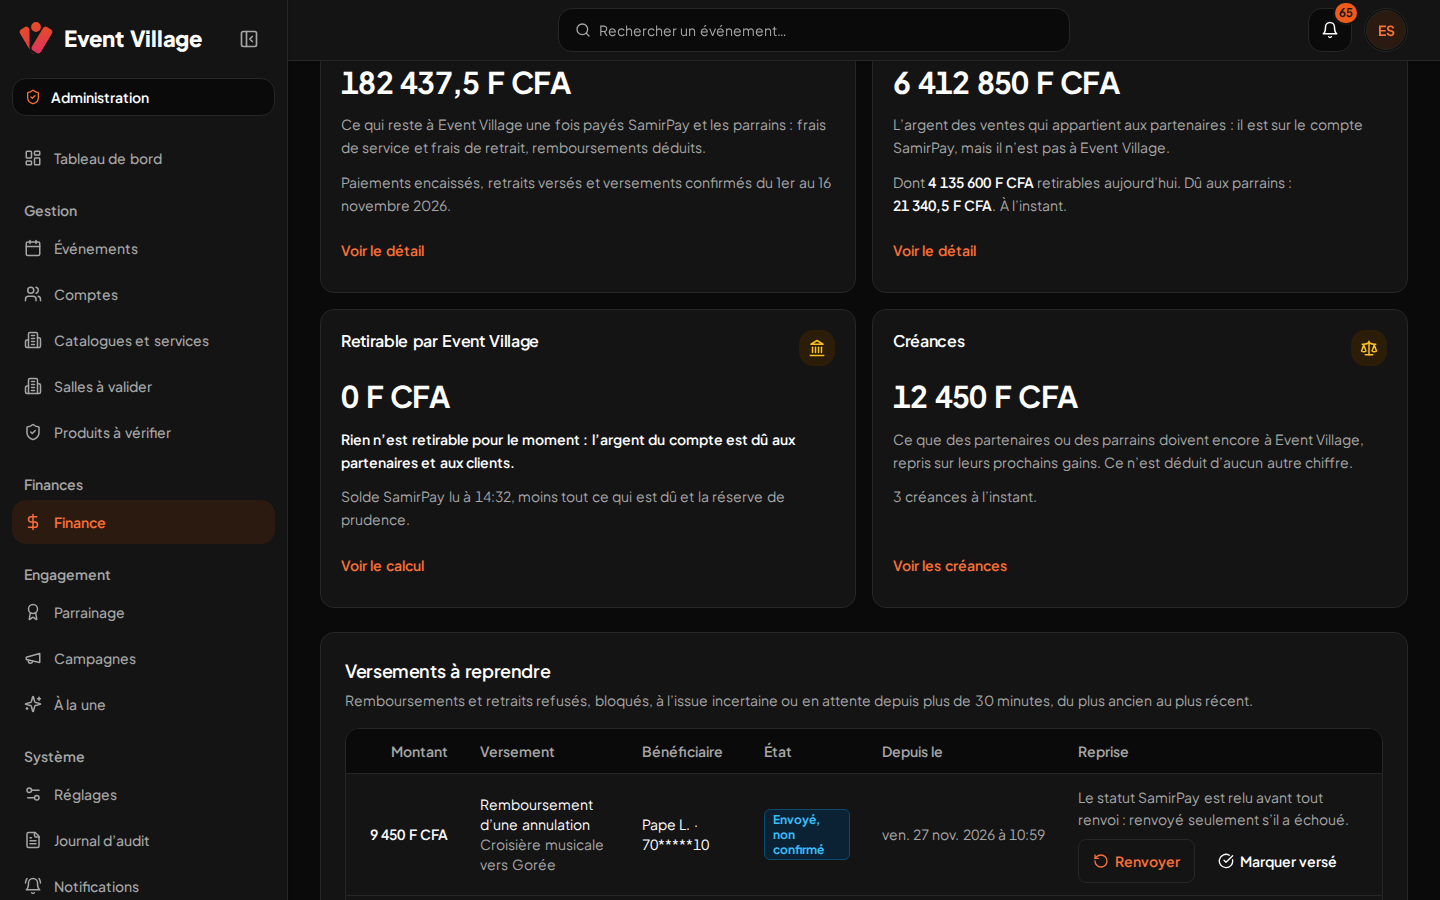 Event Village
Administration
Tableau de bord
Gestion
Événements
Comptes
Catalogues et services
Salles à valider
Produits à vérifier
Finances
Finance
Engagement
Parrainage
Campagnes
À la une
Système
Réglages
Journal d'audit
Notifications
Rechercher un événement...
65
ES
182 437,5 F CFA
Ce qui reste à Event Village une fois payés SamirPay et les parrains : frais
de service et frais de retrait, remboursements déduits.
Paiements encaissés, retraits versés et versements confirmés du 1er au 16
novembre 2026.
Voir le détail
6 412 850 F CFA
L'argent des ventes qui appartient aux partenaires : il est sur le compte
SamirPay, mais il n'est pas à Event Village.
Dont 4 135 600 F CFA retirables aujourd'hui. Dû aux parrains :
21 340,5 F CFA. À l'instant.
Voir le détail
Retirable par Event Village
0 F CFA
Rien n'est retirable pour le moment : l'argent du compte est dû aux
partenaires et aux clients.
Solde SamirPay lu à 14:32, moins tout ce qui est dû et la réserve de
prudence.
Voir le calcul
Créances
12 450 F CFA
Ce que des partenaires ou des parrains doivent encore à Event Village,
repris sur leurs prochains gains. Ce n'est déduit d'aucun autre chiffre.
3 créances à l'instant.
Voir les créances
Versements à reprendre
Remboursements et retraits refusés, bloqués, à l'issue incertaine ou en attente depuis plus de 30 minutes, du plus ancien au plus récent.
Montant Versement Bénéficiaire État Depuis le Reprise
9 450 F CFA
Remboursement
d'une annulation
Croisière musicale
vers Gorée
Pape L. ·
70*****10
Envoyé,
non
confirmé
ven. 27 nov. 2026 à 10:59
Le statut SamirPay est relu avant tout
renvoi : renvoyé seulement s'il a échoué.
Renvoyer
Marquer versé